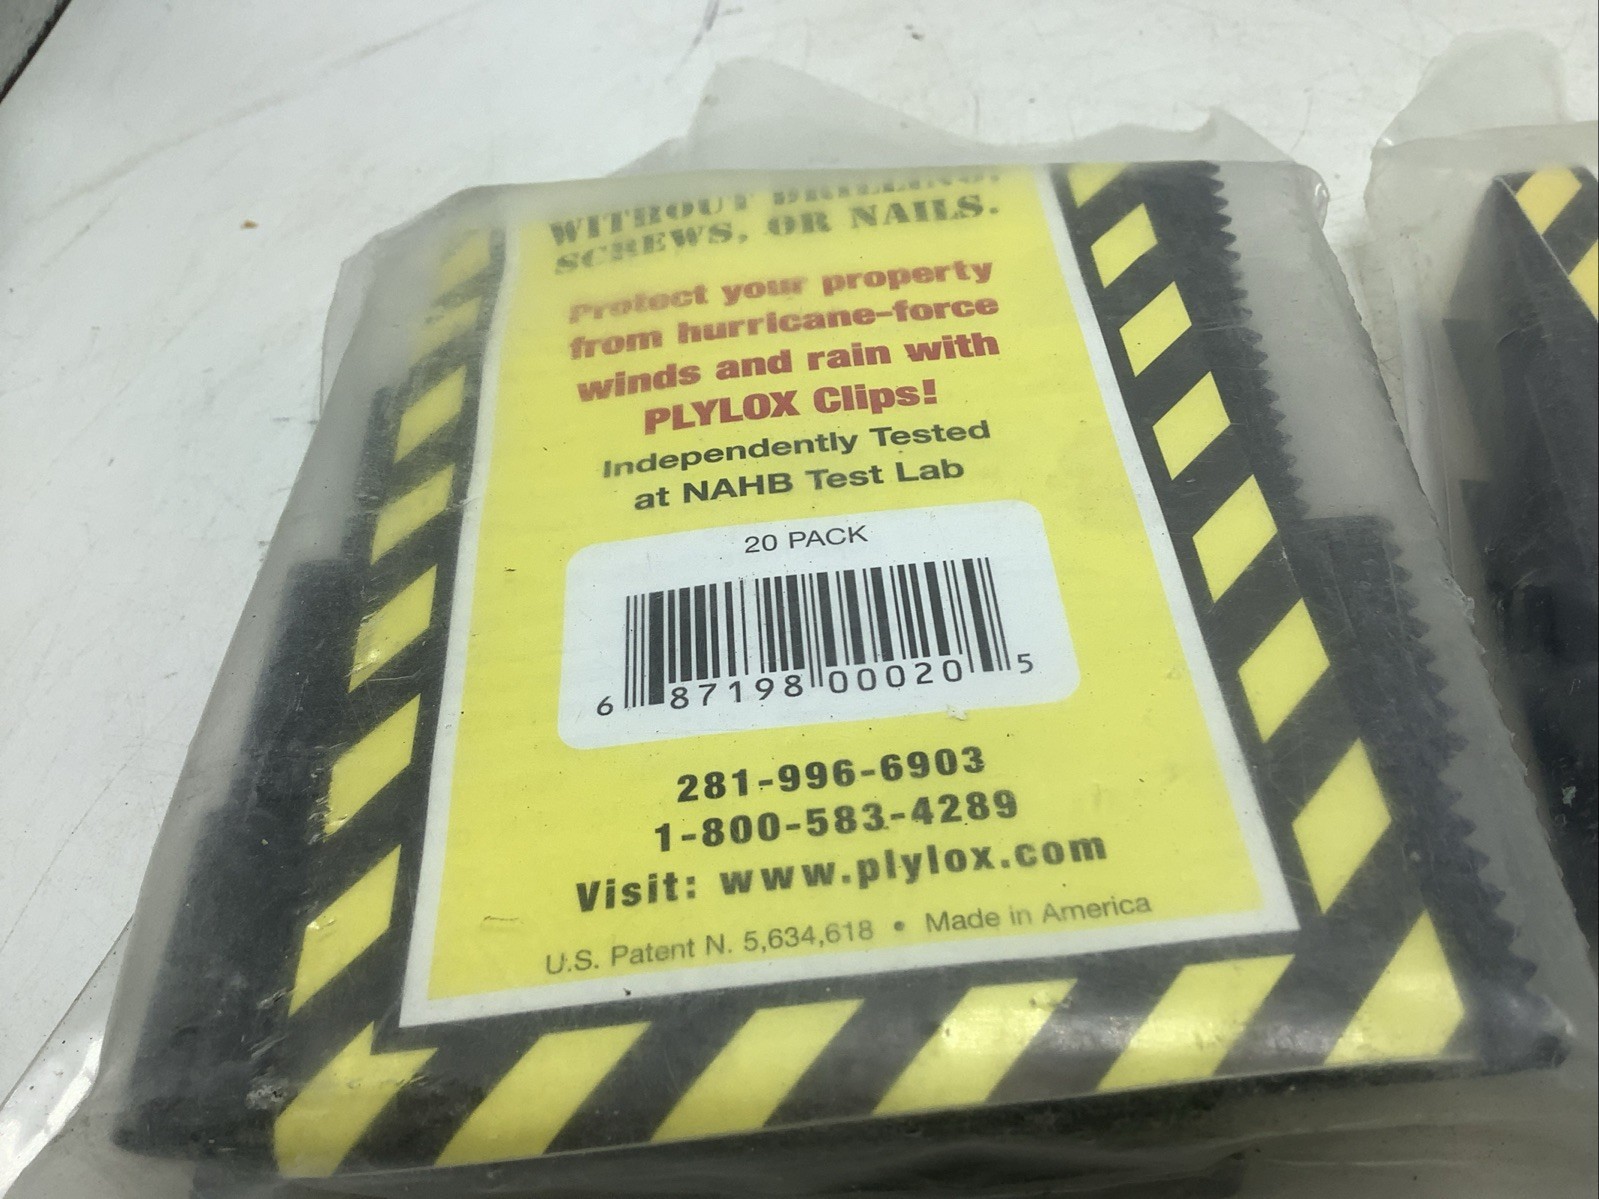 WITHOUT DRILLING,
SCREWS, OR NAILS.
Protect your property
from hurricane-force
winds and rain with
PLYLOX Clips!
Independently Tested
at NAHB Test Lab
20 PACK
6 87198 00020 5
281-996-6903
1-800-583-4289
Visit: www.plylox.com
U.S. Patent N. 5,634,618 • Made in America